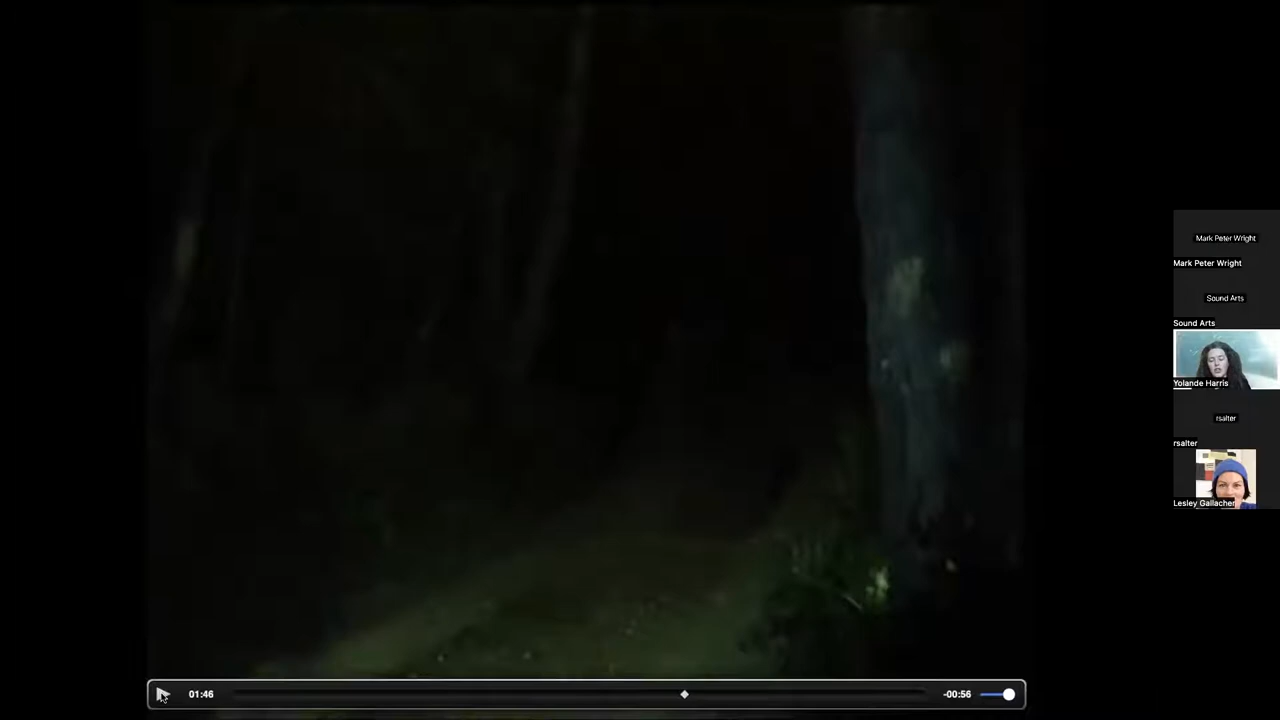 Mark Peter Wright
Mark Peter Wright
Sound Arts
Sound Arts
Yolande Harris
rsalter
rsalter
Lesley Gallacher
01:46
-00:56